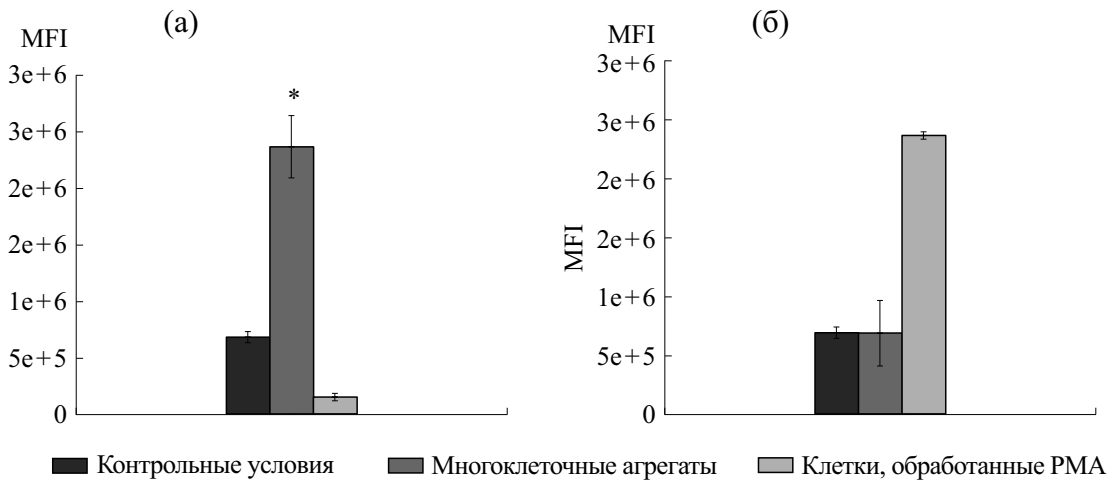 (а)
MFI
3e+6
3e+6
2e+6
2e+6
1e+6
5e+5
0
*
(б)
MFI
3e+6
3e+6
2e+6
2e+6
1e+6
5e+5
0
MFI
Контрольные условия
Многоклеточные агрегаты
Клетки, обработанные PMA